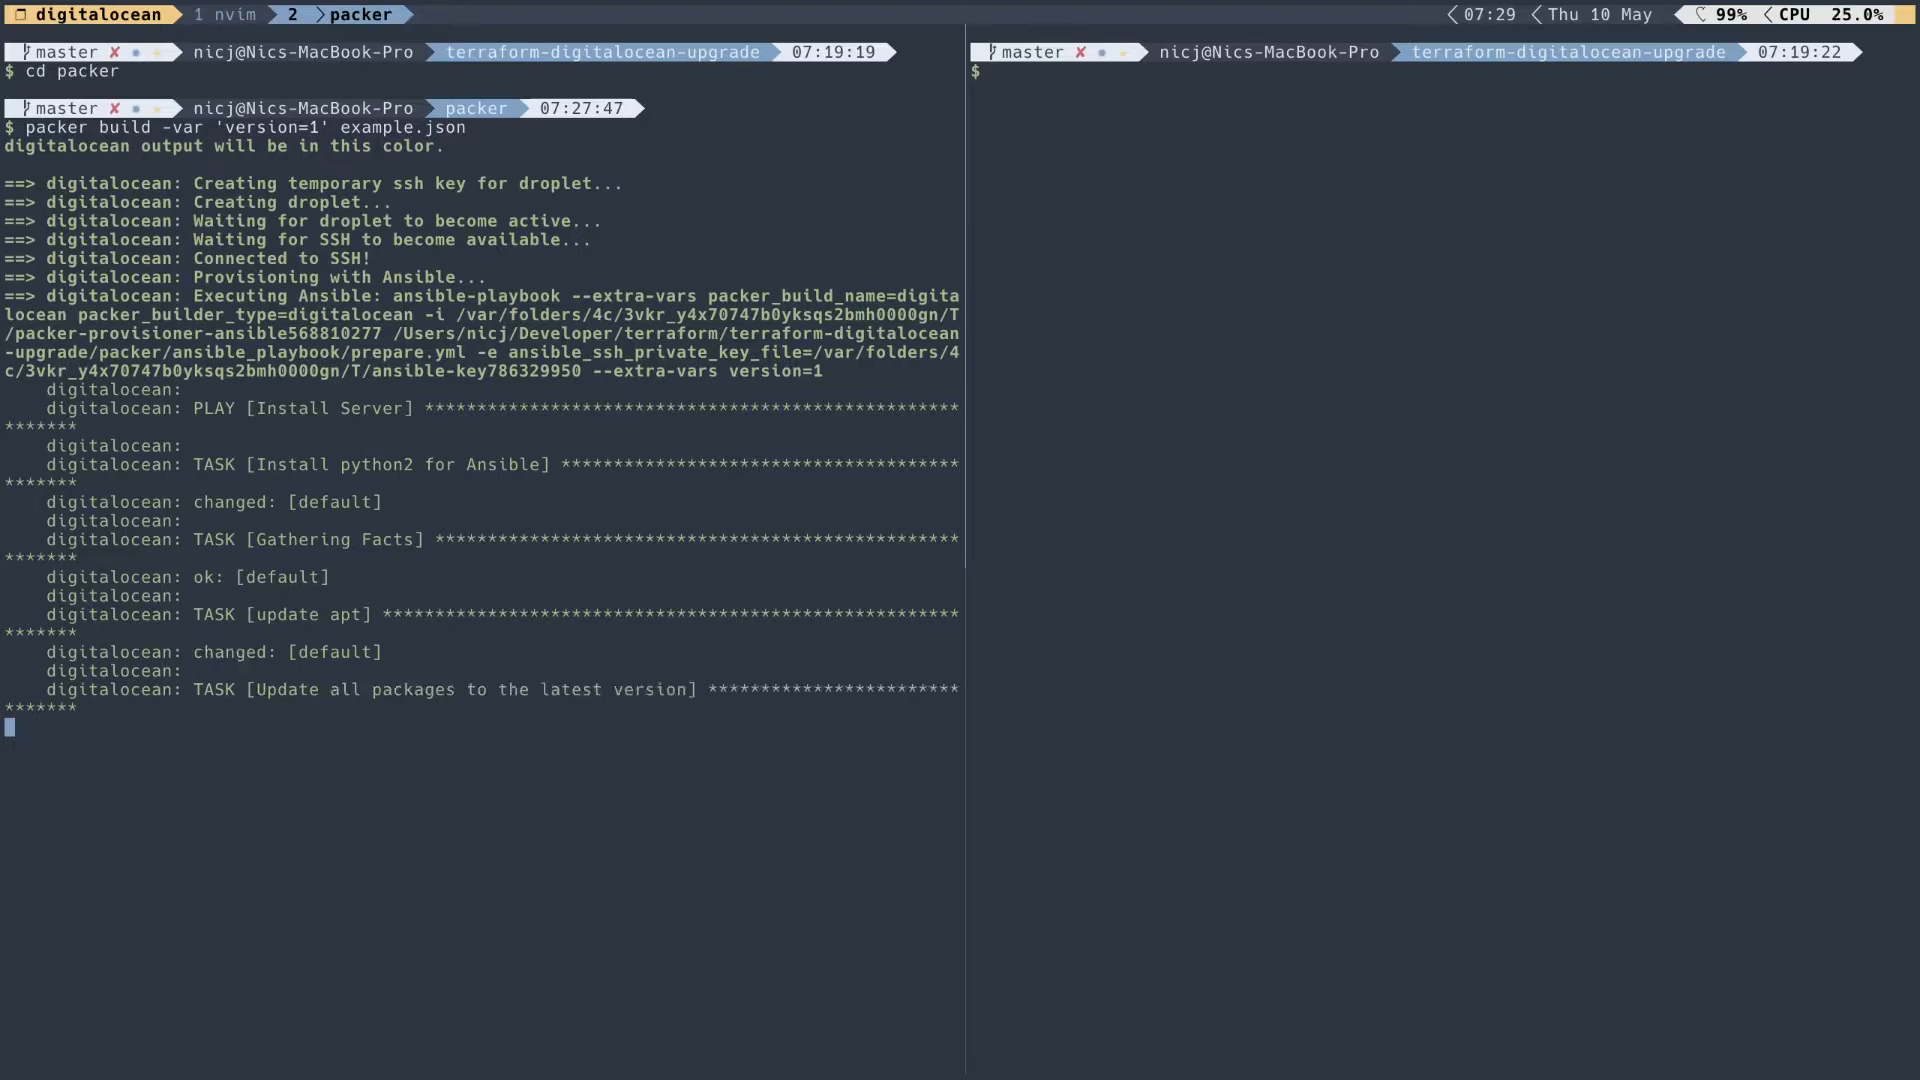 digitalocean 1 nvim 2 packer 07:29 Thu 10 May 99% CPU 25.0%
master ✘ nicj@Nics-MacBook-Pro terraform-digitalocean-upgrade 07:19:19
$ cd packer
master ✘ nicj@Nics-MacBook-Pro packer 07:27:47
$ packer build -var 'version=1' example.json
digitalocean output will be in this color.
==> digitalocean: Creating temporary ssh key for droplet...
==> digitalocean: Creating droplet...
==> digitalocean: Waiting for droplet to become active...
==> digitalocean: Waiting for SSH to become available...
==> digitalocean: Connected to SSH!
==> digitalocean: Provisioning with Ansible...
==> digitalocean: Executing Ansible: ansible-playbook --extra-vars packer_build_name=digita
locean packer_builder_type=digitalocean -i /var/folders/4c/3vkr_y4x70747b0yksqs2bmh0000gn/T
/packer-provisioner-ansible568810277 /Users/nicj/Developer/terraform/terraform-digitalocean
-upgrade/packer/ansible_playbook/prepare.yml -e ansible_ssh_private_key_file=/var/folders/4
c/3vkr_y4x70747b0yksqs2bmh0000gn/T/ansible-key786329950 --extra-vars version=1
digitalocean:
digitalocean: PLAY [Install Server] ***************************************************
*******
digitalocean:
digitalocean: TASK [Install python2 for Ansible] **************************************
*******
digitalocean: changed: [default]
digitalocean:
digitalocean: TASK [Gathering Facts] **************************************************
*******
digitalocean: ok: [default]
digitalocean:
digitalocean: TASK [update apt] *******************************************************
*******
digitalocean: changed: [default]
digitalocean:
digitalocean: TASK [Update all packages to the latest version] ************************
*******
master ✘ nicj@Nics-MacBook-Pro terraform-digitalocean-upgrade 07:19:22
$